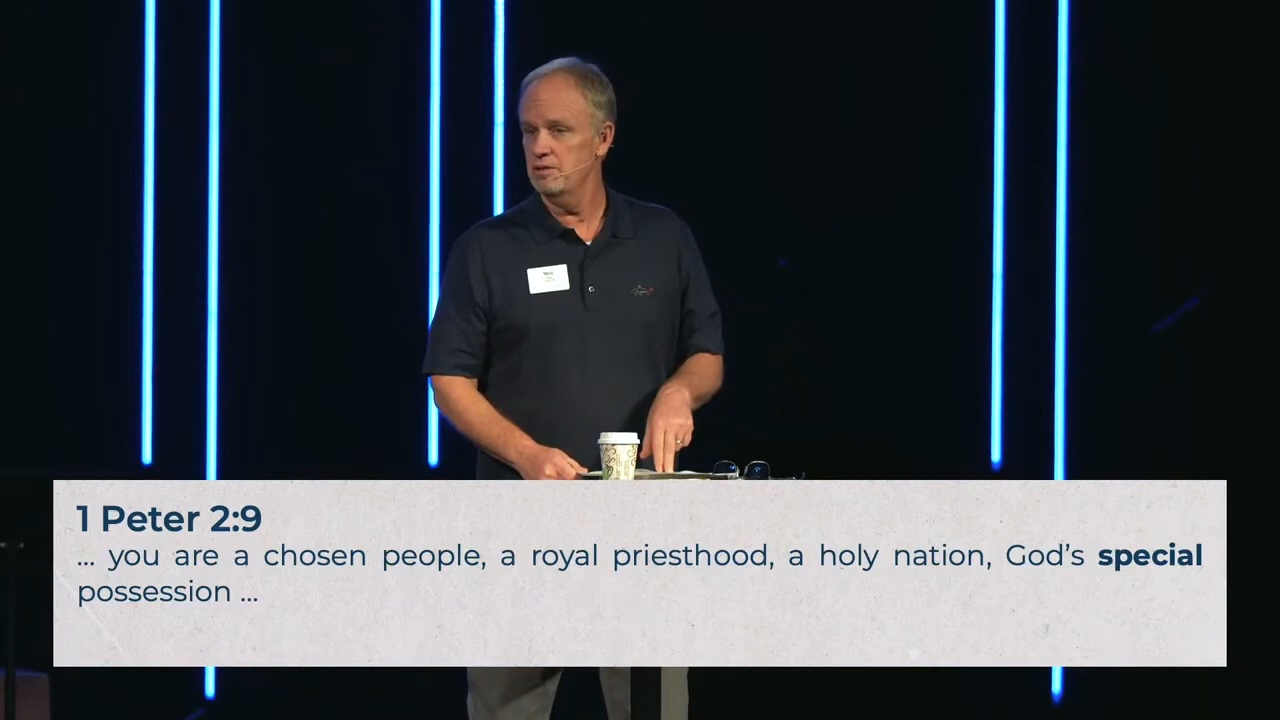 1 Peter 2:9
... you are a chosen people, a royal priesthood, a holy nation, God's special
possession ...